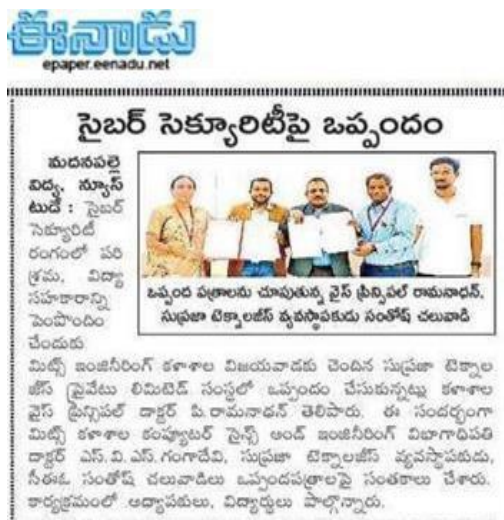 ఈనాడు
epaper.eenadu.net
సైబర్ సెక్యూరిటీపై ఒప్పందం
మదనపల్లె
విద్య, న్యూస్
టుడే : సైబర్
సెక్యూరిటీ
రంగంలో పరి
శ్రమ, విద్యా
సహకారాన్ని
పెంపొందిం
చేందుకు
ఒప్పంద పత్రాలను చూపుతున్న వైస్ ప్రిన్సిపల్ రామనాథన్,
సుప్రజా టెక్నాలజీస్ వ్యవస్థాపకుడు సంతోష్ చలువాది
మిట్స్ ఇంజినీరింగ్ కళాశాల విజయవాడకు చెందిన సుప్రజా టెక్నాల
జీస్ ప్రైవేటు లిమిటెడ్ సంస్థలో ఒప్పందం చేసుకున్నట్లు కళాశాల
వైస్ ప్రిన్సిపల్ డాక్టర్ పి.రామనాథన్ తెలిపారు. ఈ సందర్భంగా
మిట్స్ కళాశాల కంప్యూటర్ సైన్స్ అండ్ ఇంజినీరింగ్ విభాగాధిపతి
డాక్టర్ ఎస్.వి.ఎస్.గంగాదేవి, సుప్రజా టెక్నాలజీస్ వ్యవస్థాపకుడు,
సీఈఓ సంతోష్ చలువాదిలు ఒప్పందపత్రాలపై సంతకాలు చేశారు.
కార్యక్రమంలో అధ్యాపకులు, విద్యార్థులు పాల్గొన్నారు.